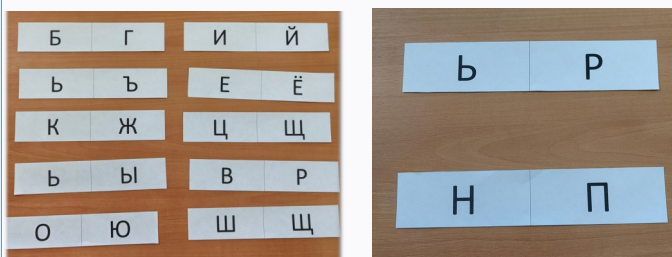 Б Г
И Й
Ь Ъ
Е Ё
К Ж
Ц Щ
Ь Ы
В Р
О Ю
Ш Щ
Ь Р
Н П